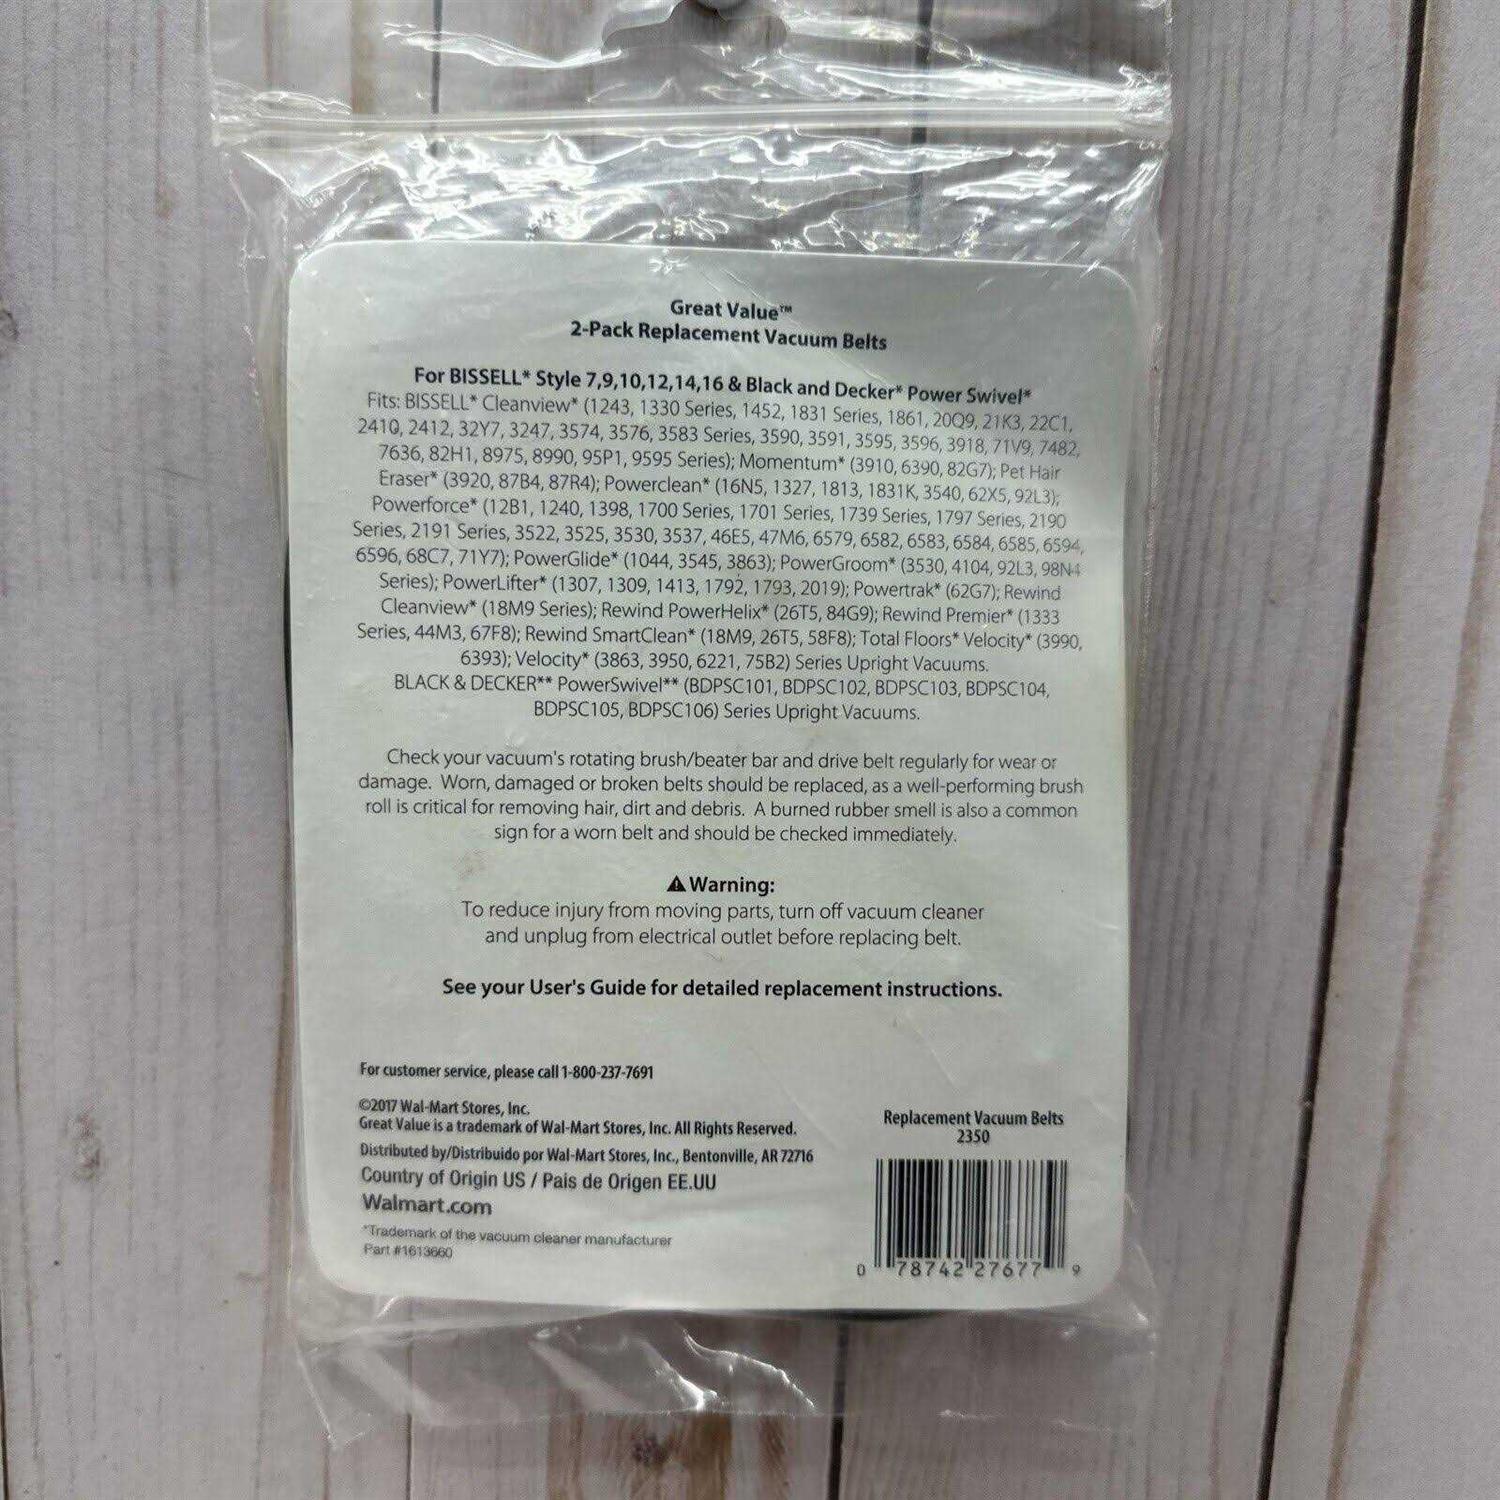 Great Value™
2-Pack Replacement Vacuum Belts
For BISSELL* Style 7,9,10,12,14,16 & Black and Decker* Power Swivel*
Fits: BISSELL* Cleanview* (1243, 1330 Series, 1452, 1831 Series, 1861, 20Q9, 21K3, 22C1,
2410, 2412, 32Y7, 3247, 3574, 3576, 3583 Series, 3590, 3591, 3595, 3596, 3918, 71V9, 7482,
7636, 82H1, 8975, 8990, 95P1, 9595 Series); Momentum* (3910, 6390, 82G7); Pet Hair
Eraser* (3920, 87B4, 87R4); Powerclean* (16N5, 1327, 1813, 1831K, 3540, 62X5, 92L3);
Powerforce* (12B1, 1240, 1398, 1700 Series, 1701 Series, 1739 Series, 1797 Series, 2190
Series, 2191 Series, 3522, 3525, 3530, 3537, 46E5, 47M6, 6579, 6582, 6583, 6584, 6585, 6594,
6596, 68C7, 71Y7); PowerGlide* (1044, 3545, 3863); PowerGroom* (3530, 4104, 92L3, 98N4
Series); PowerLifter* (1307, 1309, 1413, 1792, 1793, 2019); Powertrak* (62G7); Rewind
Cleanview* (18M9 Series); Rewind PowerHelix* (26T5, 84G9); Rewind Premier* (1333
Series, 44M3, 67F8); Rewind SmartClean* (18M9, 26T5, 58F8); Total Floors* Velocity* (3990,
6393); Velocity* (3863, 3950, 6221, 75B2) Series Upright Vacuums.
BLACK & DECKER** PowerSwivel** (BDPSC101, BDPSC102, BDPSC103, BDPSC104,
BDPSC105, BDPSC106) Series Upright Vacuums.
Check your vacuum's rotating brush/beater bar and drive belt regularly for wear or
damage. Worn, damaged or broken belts should be replaced, as a well-performing brush
roll is critical for removing hair, dirt and debris. A burned rubber smell is also a common
sign for a worn belt and should be checked immediately.
⚠ Warning:
To reduce injury from moving parts, turn off vacuum cleaner
and unplug from electrical outlet before replacing belt.
See your User's Guide for detailed replacement instructions.
For customer service, please call 1-800-237-7691
©2017 Wal-Mart Stores, Inc.
Great Value is a trademark of Wal-Mart Stores, Inc. All Rights Reserved.
Distributed by/Distribuido por Wal-Mart Stores, Inc., Bentonville, AR 72716
Country of Origin US / Pais de Origen EE.UU
Walmart.com
*Trademark of the vacuum cleaner manufacturer
Part #1613660
Replacement Vacuum Belts
2350
0 78742 27677 9